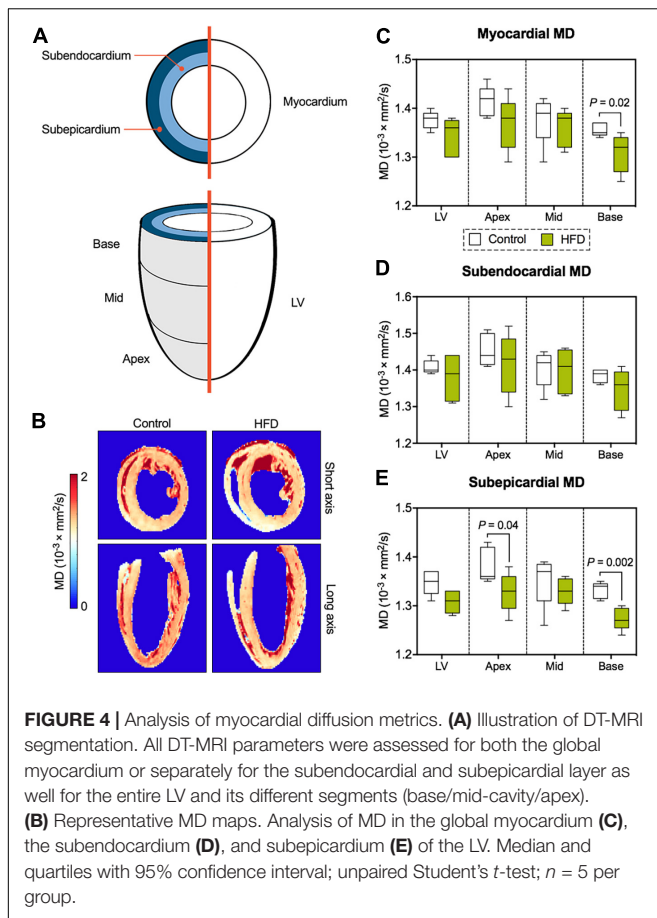 A
Subendocardium
Subepicardium
Myocardium
Base
Mid
Apex
LV
B
Control
HFD
MD (10⁻³ × mm²/s)
2
0
Short axis
Long axis
C
Myocardial MD
MD (10⁻³ × mm²/s)
1.5
1.4
1.3
1.2
P = 0.02
LV
Apex
Mid
Base
Control
HFD
D
Subendocardial MD
MD (10⁻³ × mm²/s)
1.6
1.5
1.4
1.3
1.2
LV
Apex
Mid
Base
E
Subepicardial MD
MD (10⁻³ × mm²/s)
1.5
1.4
1.3
1.2
P = 0.04
P = 0.002
LV
Apex
Mid
Base
FIGURE 4 | Analysis of myocardial diffusion metrics. (A) Illustration of DT-MRI
segmentation. All DT-MRI parameters were assessed for both the global
myocardium or separately for the subendocardial and subepicardial layer as
well for the entire LV and its different segments (base/mid-cavity/apex).
(B) Representative MD maps. Analysis of MD in the global myocardium (C),
the subendocardium (D), and subepicardium (E) of the LV. Median and
quartiles with 95% confidence interval; unpaired Student's t-test; n = 5 per
group.